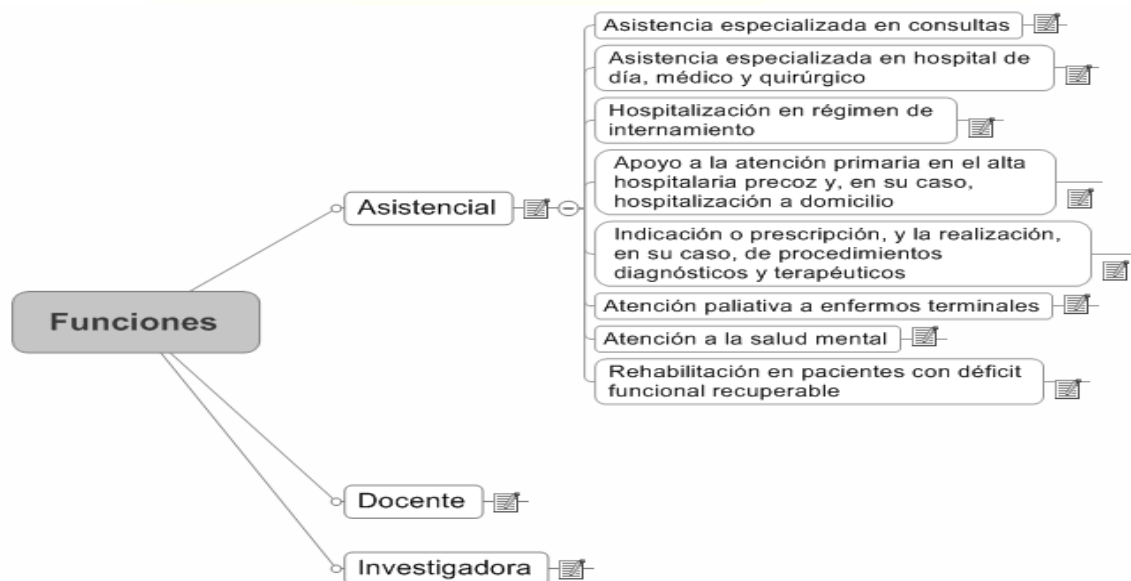 Asistencia especializada en consultas
Asistencia especializada en hospital de
día, médico y quirúrgico
Hospitalización en régimen de
internamiento
Apoyo a la atención primaria en el alta
hospitalaria precoz y, en su caso,
hospitalización a domicilio
Asistencial
Indicación o prescripción, y la realización,
en su caso, de procedimientos
diagnósticos y terapéuticos
Atención paliativa a enfermos terminales
Funciones
Atención a la salud mental
Rehabilitación en pacientes con déficit
funcional recuperable
Docente
Investigadora